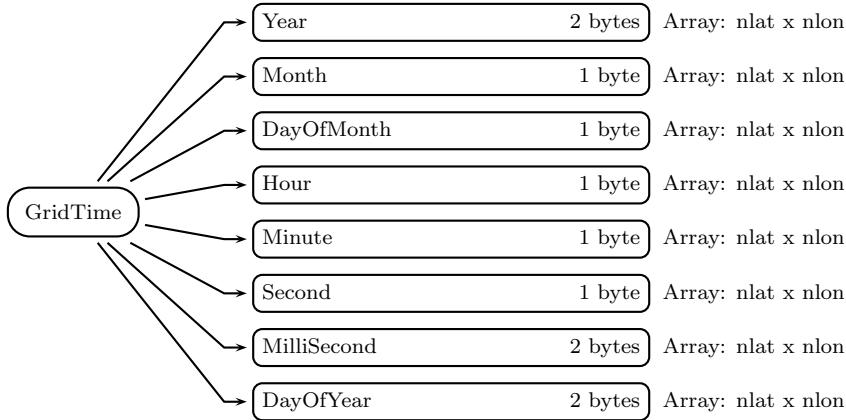 Year 2 bytes Array: nlat x nlon
Month 1 byte Array: nlat x nlon
DayOfMonth 1 byte Array: nlat x nlon
Hour 1 byte Array: nlat x nlon
GridTime
Minute 1 byte Array: nlat x nlon
Second 1 byte Array: nlat x nlon
MilliSecond 2 bytes Array: nlat x nlon
DayOfYear 2 bytes Array: nlat x nlon